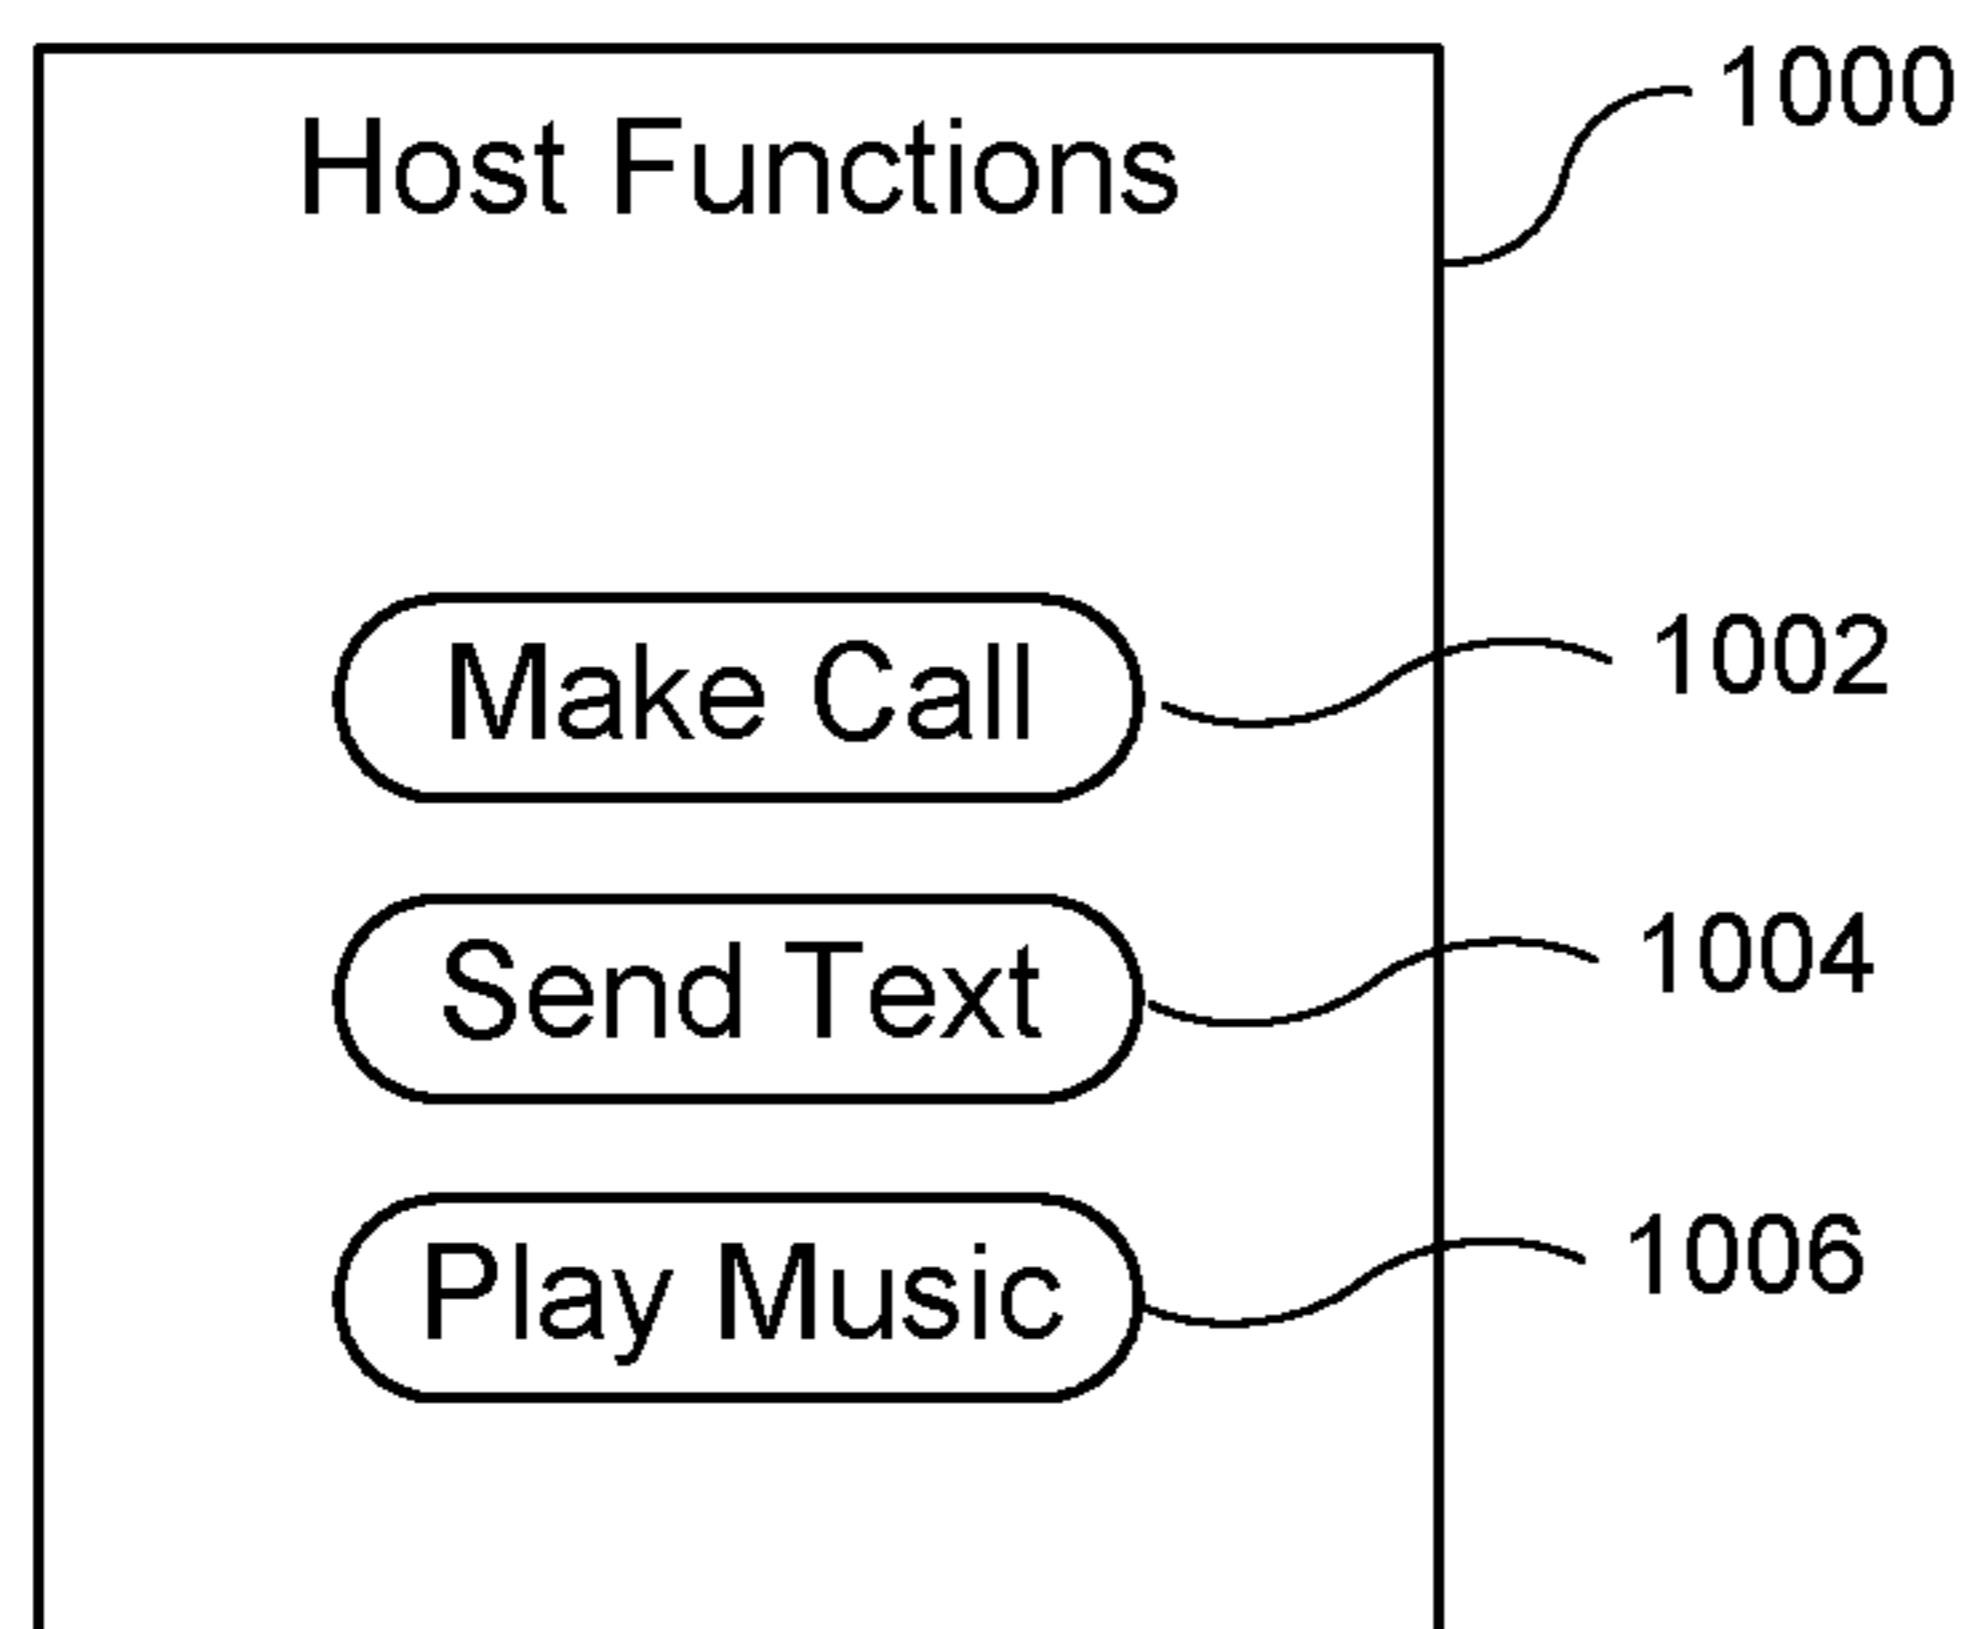 1000
Host Functions
Make Call
1002
Send Text
1004
Play Music
1006